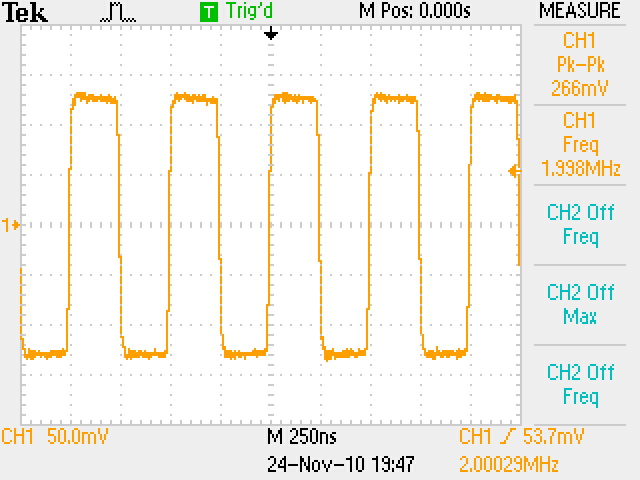 Tek T Trig'd M Pos: 0.000s MEASURE
CH1
Pk-Pk
266mV
CH1
Freq
1.998MHz
CH2 Off
Freq
CH2 Off
Max
CH2 Off
Freq
1
CH1 50.0mV M 250ns CH1 53.7mV
24-Nov-10 19:47 2.00029MHz